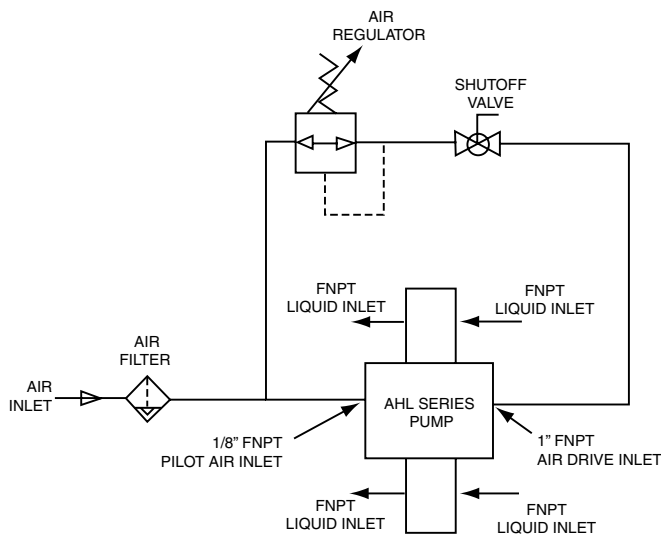 AIR
REGULATOR
SHUTOFF
VALVE
FNPT
LIQUID INLET
FNPT
LIQUID INLET
AIR
FILTER
AIR
INLET
AHL SERIES
PUMP
1/8" FNPT
PILOT AIR INLET
1" FNPT
AIR DRIVE INLET
FNPT
LIQUID INLET
FNPT
LIQUID INLET